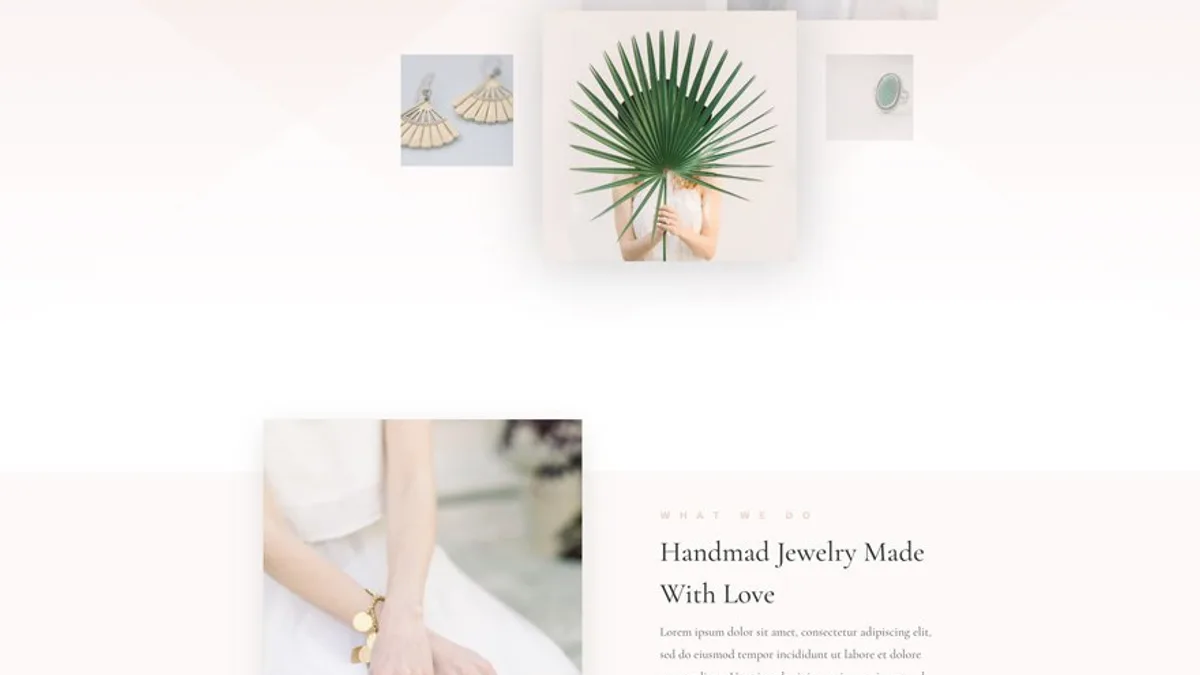 WHAT WE DO
Handmad Jewelry Made
With Love
Lorem ipsum dolor sit amet, consectetur adipiscing elit,
sed do eiusmod tempor incididunt ut labore et dolore